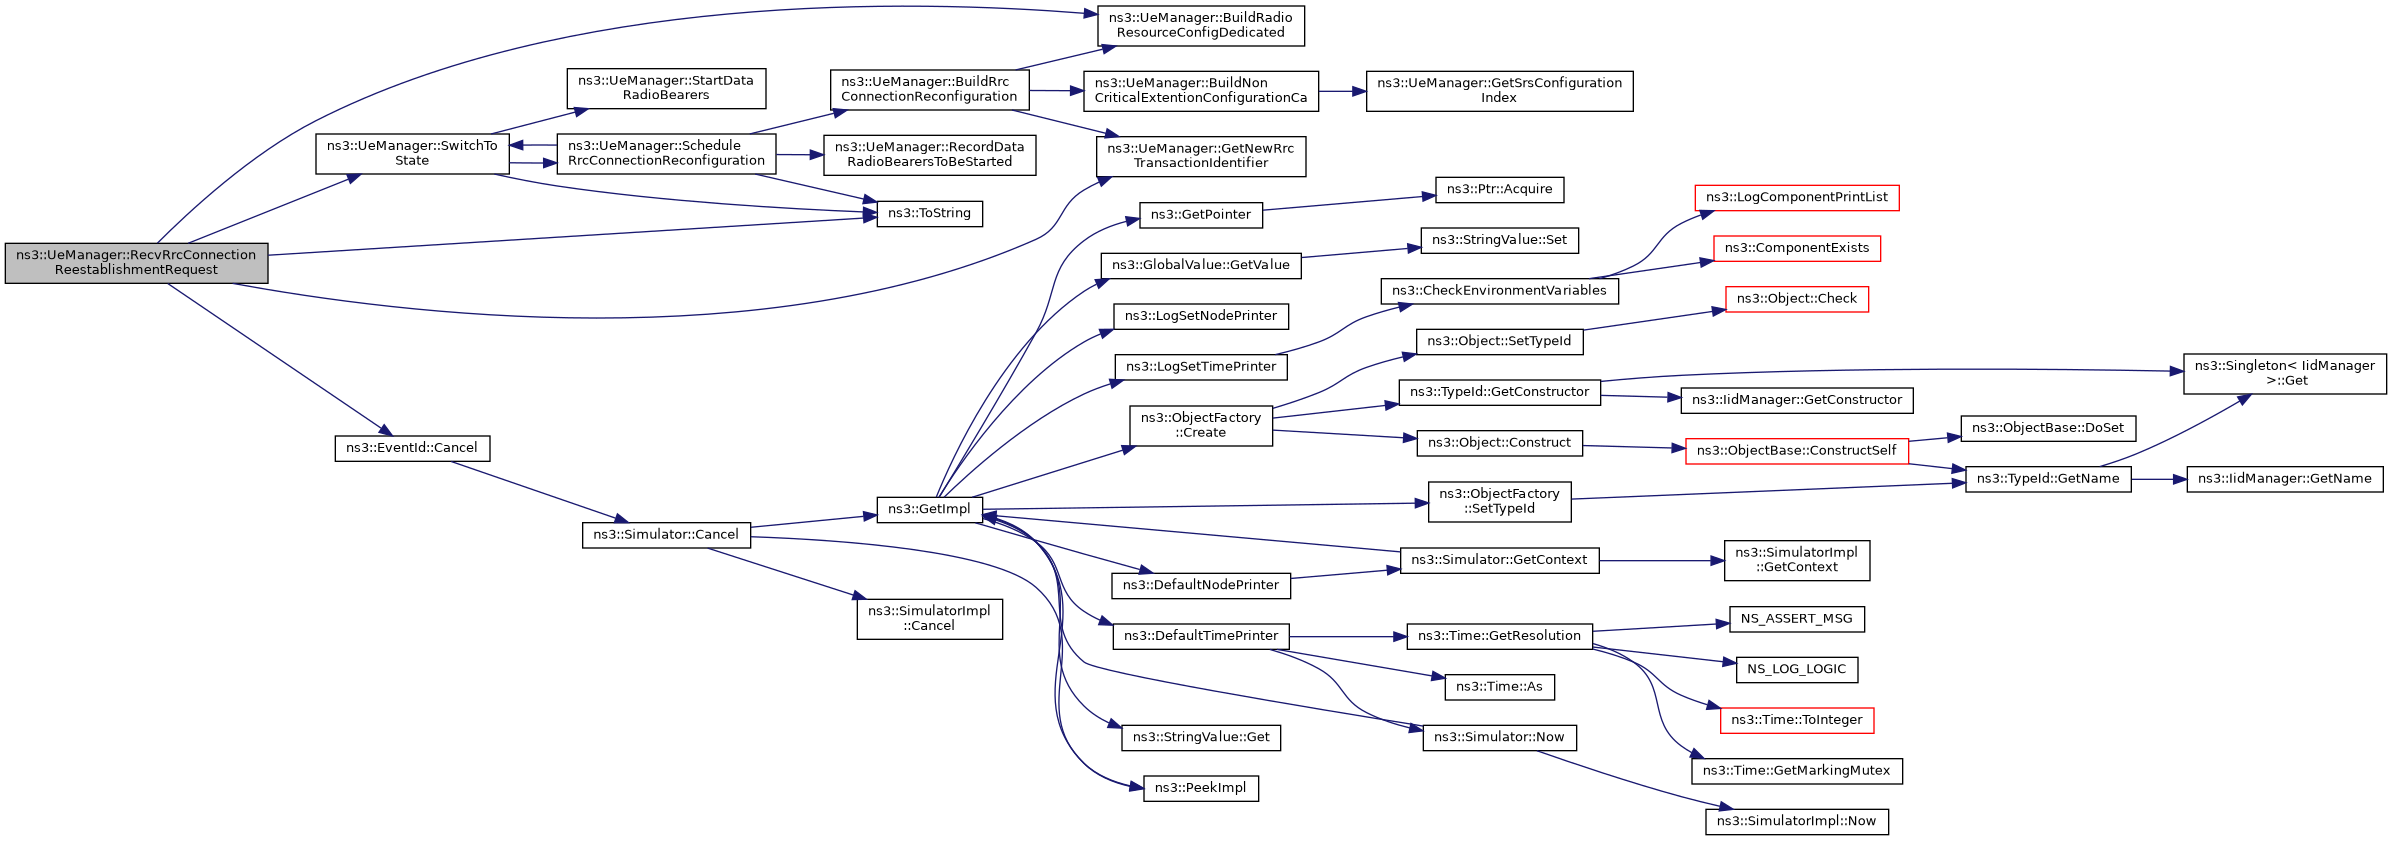 ns3::UeManager::RecvRrcConnection
ReestablishmentRequest
ns3::UeManager::SwitchTo
State
ns3::EventId::Cancel
ns3::UeManager::StartData
RadioBearers
ns3::UeManager::Schedule
RrcConnectionReconfiguration
ns3::Simulator::Cancel
ns3::UeManager::BuildRrc
ConnectionReconfiguration
ns3::UeManager::RecordData
RadioBearersToBeStarted
ns3::ToString
ns3::GetImpl
ns3::SimulatorImpl
::Cancel
ns3::UeManager::BuildRadio
ResourceConfigDedicated
ns3::UeManager::BuildNon
CriticalExtentionConfigurationCa
ns3::UeManager::GetNewRrc
TransactionIdentifier
ns3::GetPointer
ns3::GlobalValue::GetValue
ns3::LogSetNodePrinter
ns3::LogSetTimePrinter
ns3::ObjectFactory
::Create
ns3::DefaultNodePrinter
ns3::DefaultTimePrinter
ns3::StringValue::Get
ns3::PeekImpl
ns3::UeManager::GetSrsConfiguration
Index
ns3::Ptr::Acquire
ns3::StringValue::Set
ns3::CheckEnvironmentVariables
ns3::Object::SetTypeId
ns3::TypeId::GetConstructor
ns3::Object::Construct
ns3::ObjectFactory
::SetTypeId
ns3::Simulator::GetContext
ns3::Time::GetResolution
ns3::Time::As
ns3::Simulator::Now
ns3::LogComponentPrintList
ns3::ComponentExists
ns3::Object::Check
ns3::IidManager::GetConstructor
ns3::ObjectBase::ConstructSelf
ns3::SimulatorImpl
::GetContext
NS_ASSERT_MSG
NS_LOG_LOGIC
ns3::Time::ToInteger
ns3::Time::GetMarkingMutex
ns3::SimulatorImpl::Now
ns3::ObjectBase::DoSet
ns3::TypeId::GetName
ns3::Singleton< IidManager
>::Get
ns3::IidManager::GetName